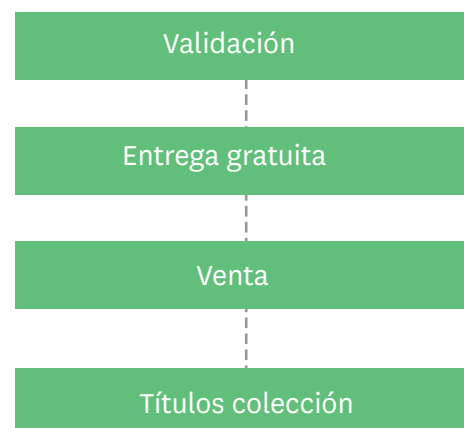 Validación
Entrega gratuita
Venta
Títulos colección